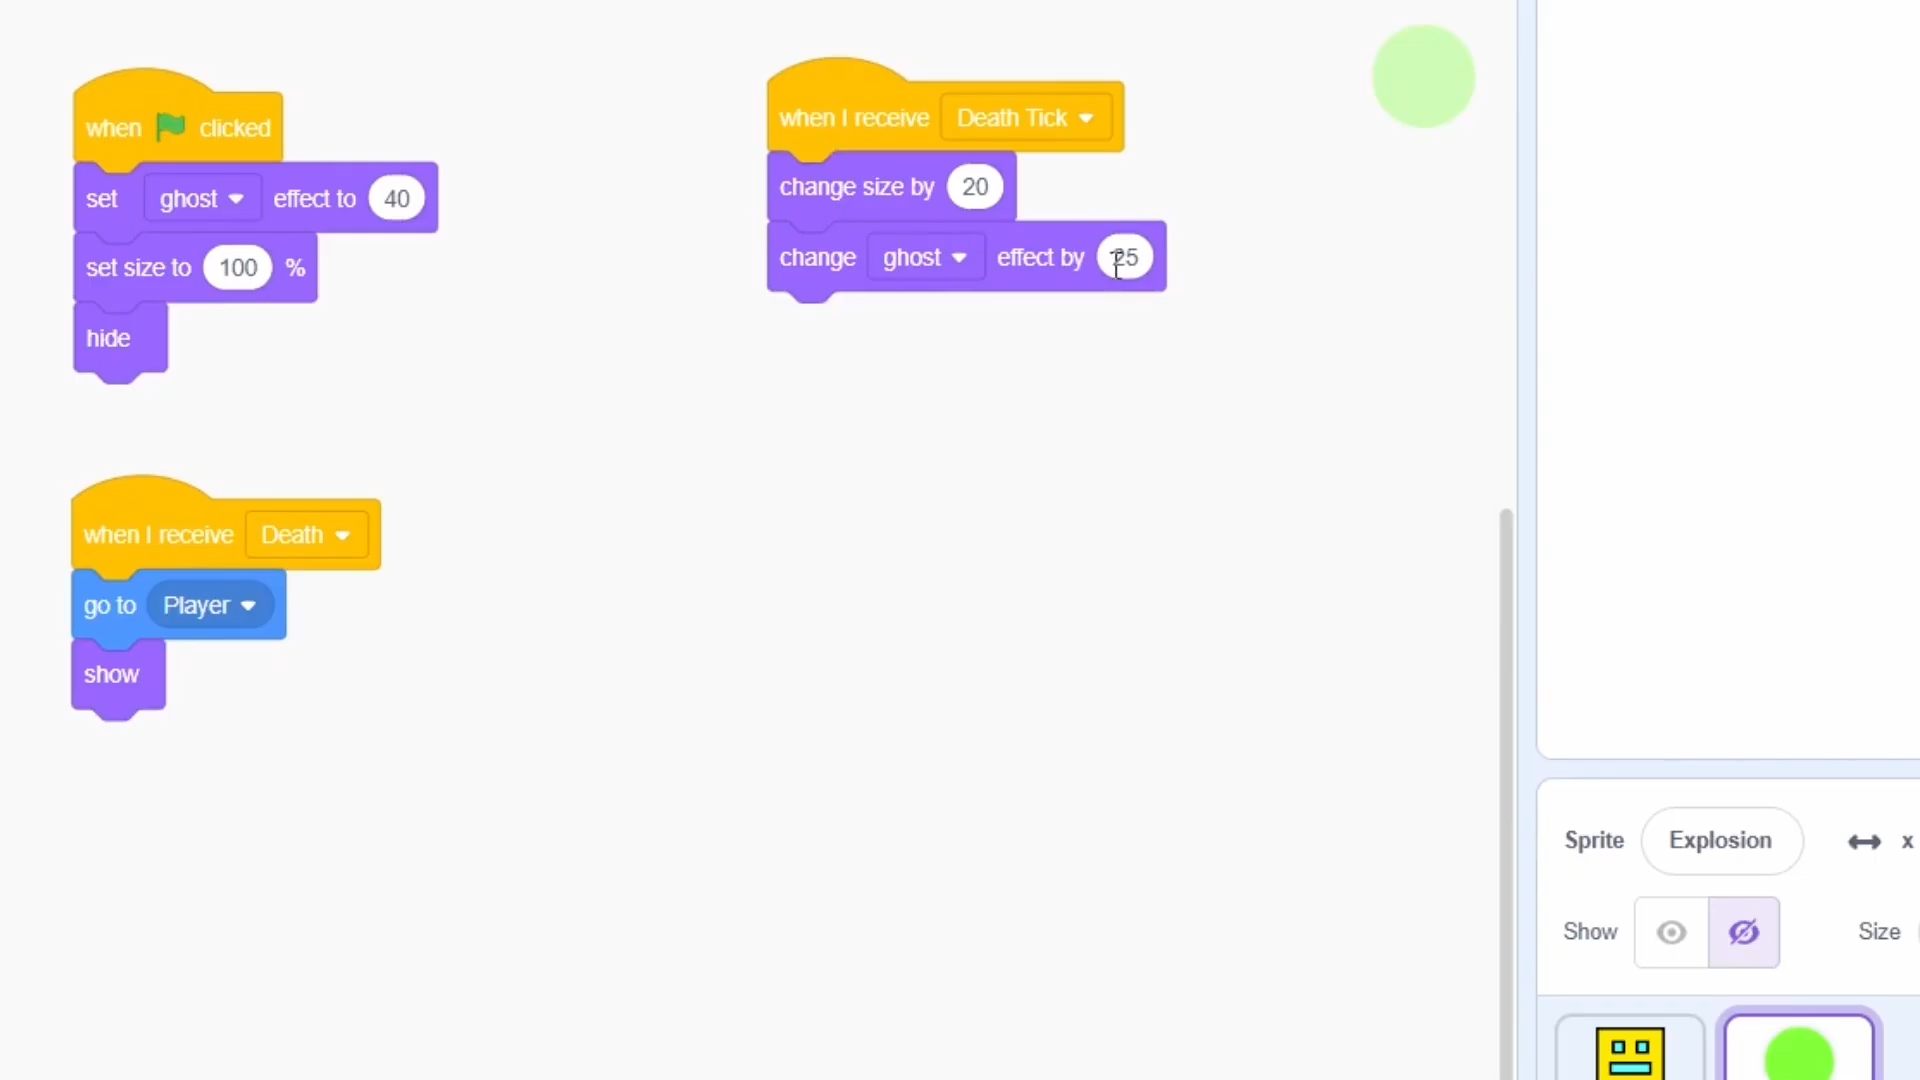 when clicked
set ghost effect to 40
set size to 100 %
hide
when I receive Death Tick
change size by 20
change ghost effect by 25
when I receive Death
go to Player
show
Sprite Explosion x
Show Size